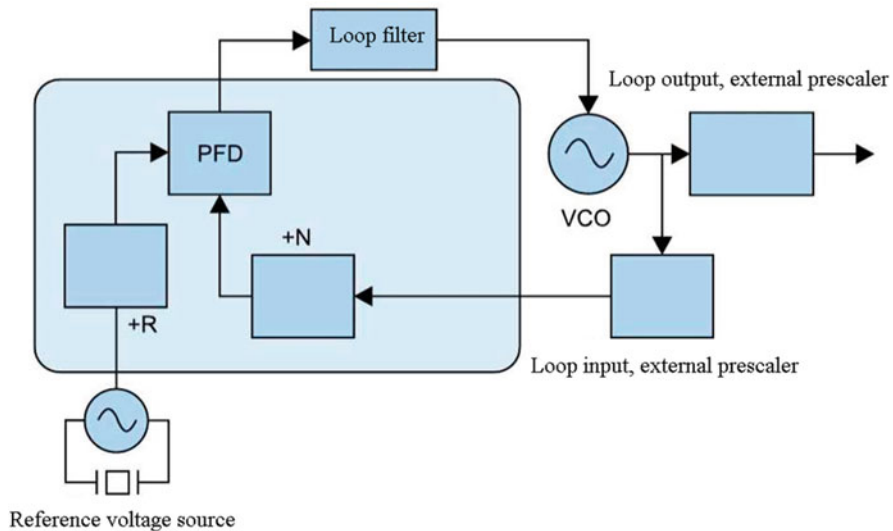 Loop filter
Loop output, external prescaler
PFD
VCO
+N
+R
Loop input, external prescaler
Reference voltage source